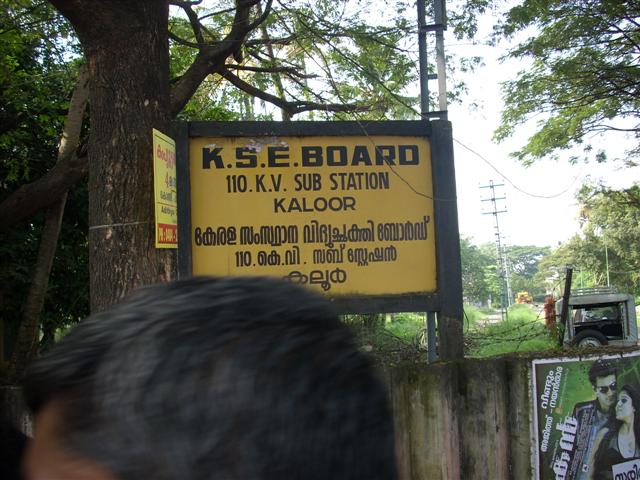 K.S.E.BOARD
110.K.V. SUB STATION
KALOOR
കേരള സംസ്ഥാന വിദ്യുച്ഛക്തി ബോർഡ്
110.കെ.വി. സബ് സ്റ്റേഷൻ
കലൂർ